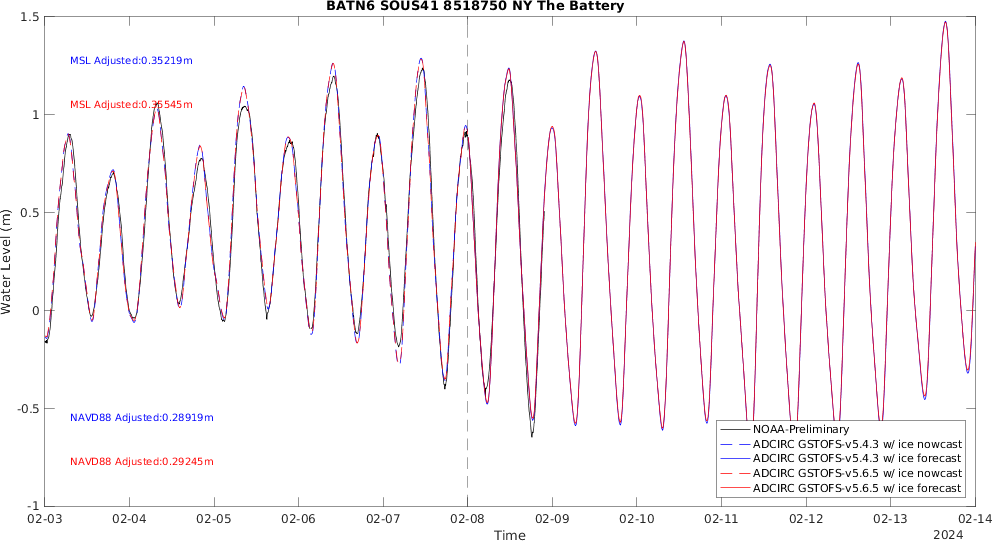 BATN6 SOUS41 8518750 NY The Battery
1.5
1
0.5
0
-0.5
-1
Water Level (m)
MSL Adjusted:0.35219m
MSL Adjusted:0.35545m
NAVD88 Adjusted:0.28919m
NAVD88 Adjusted:0.29245m
NOAA-Preliminary
ADCIRC GSTOFS-v5.4.3 w/ ice nowcast
ADCIRC GSTOFS-v5.4.3 w/ ice forecast
ADCIRC GSTOFS-v5.6.5 w/ ice nowcast
ADCIRC GSTOFS-v5.6.5 w/ ice forecast
02-03 02-04 02-05 02-06 02-07 02-08 02-09 02-10 02-11 02-12 02-13 02-14
Time
2024